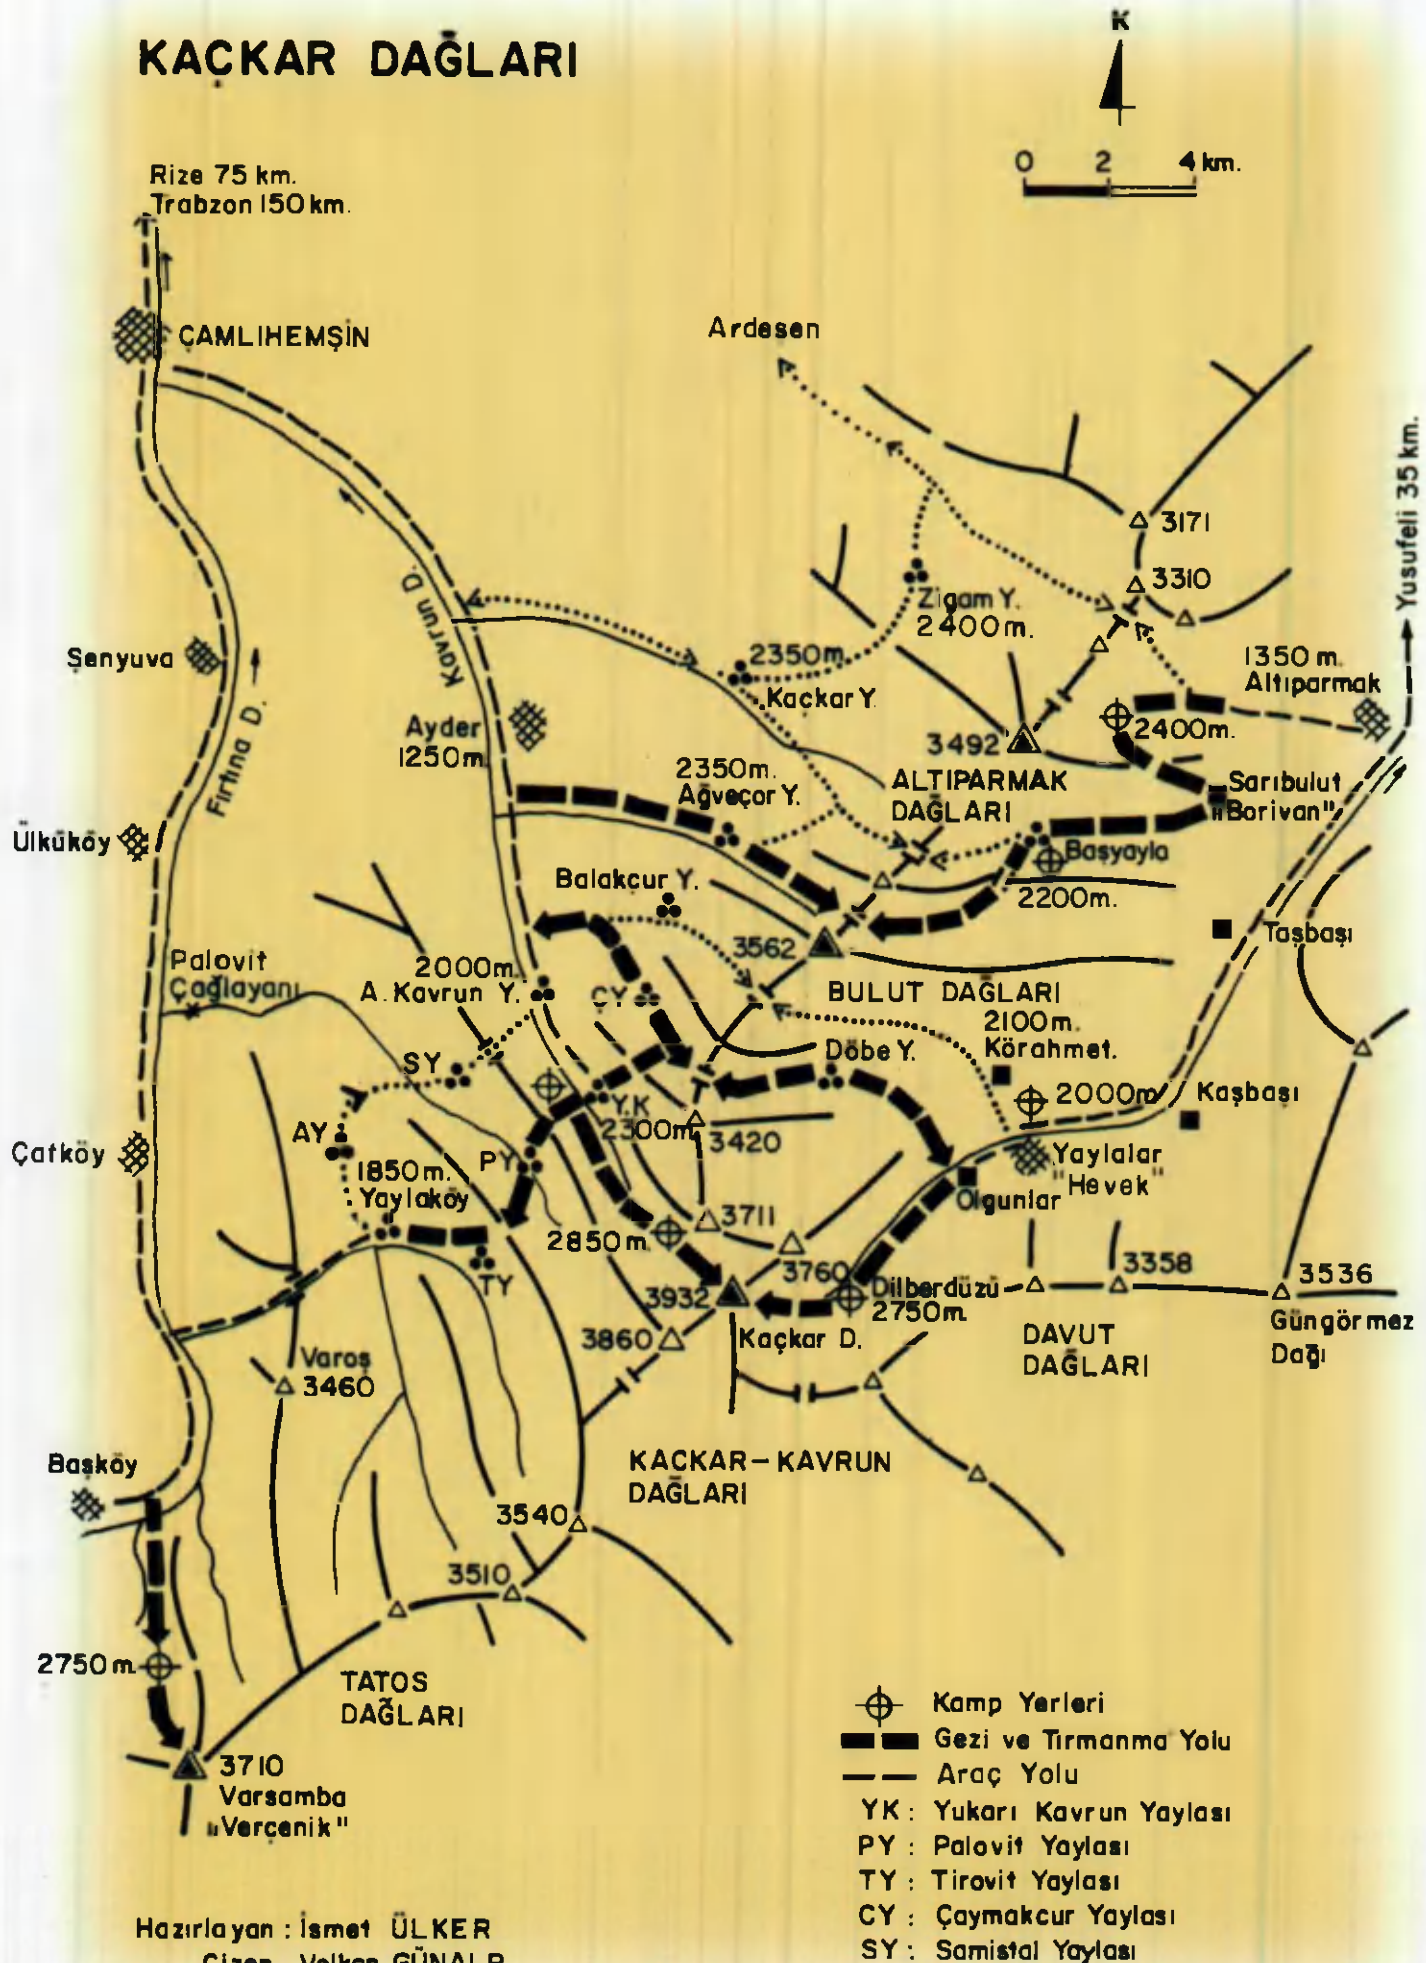 KAÇKAR DAĞLARI
K
0 2 4 km.
Rize 75 km.
Trabzon 150 km.
ÇAMLIHEMŞİN
Ardesen
Yusufeli 35 km.
3171
3310
Zigam Y.
2400m.
Kavrun D.
Şenyuva
2350m.
Kackar Y.
1350 m.
Altıparmak
Fırtına D.
Ayder
1250m.
2400m.
3492
2350m.
Ağveçor Y.
ALTIPARMAK
DAĞLARI
Sarıbulut
"Borivan"
Ülküköy
Başyayla
2200m.
Balakcur Y.
3562
Taşbaşı
Palovit
Çağlayanı
2000m.
A. Kavrun Y.
ÇY
BULUT DAĞLARI
2100m.
Körahmet.
SY
Döbe Y.
2000m
Kaşbaşı
Y.K
2300m.
3420
AY
Çatköy
PY
Yaylalar
"Hevek"
1850m.
Yaylaköy
Olgunlar
3711
2850m.
TY
3760
3358
3536
3932
Dilberdüzü
2750m.
Güngörmez
Dağı
3860
Kaçkar D.
DAVUT
DAĞLARI
Varoş
3460
KACKAR-KAVRUN
DAĞLARI
Başköy
3540
3510
2750m.
TATOS
DAĞLARI
3710
Varsamba
"Verçenik"
Kamp Yerleri
Gezi ve Tırmanma Yolu
Araç Yolu
YK : Yukarı Kavrun Yaylası
PY : Palovit Yaylası
TY : Tirovit Yaylası
CY : Çaymakcur Yaylası
SY : Samistal Yaylası
Hazırlayan : İsmet ÜLKER